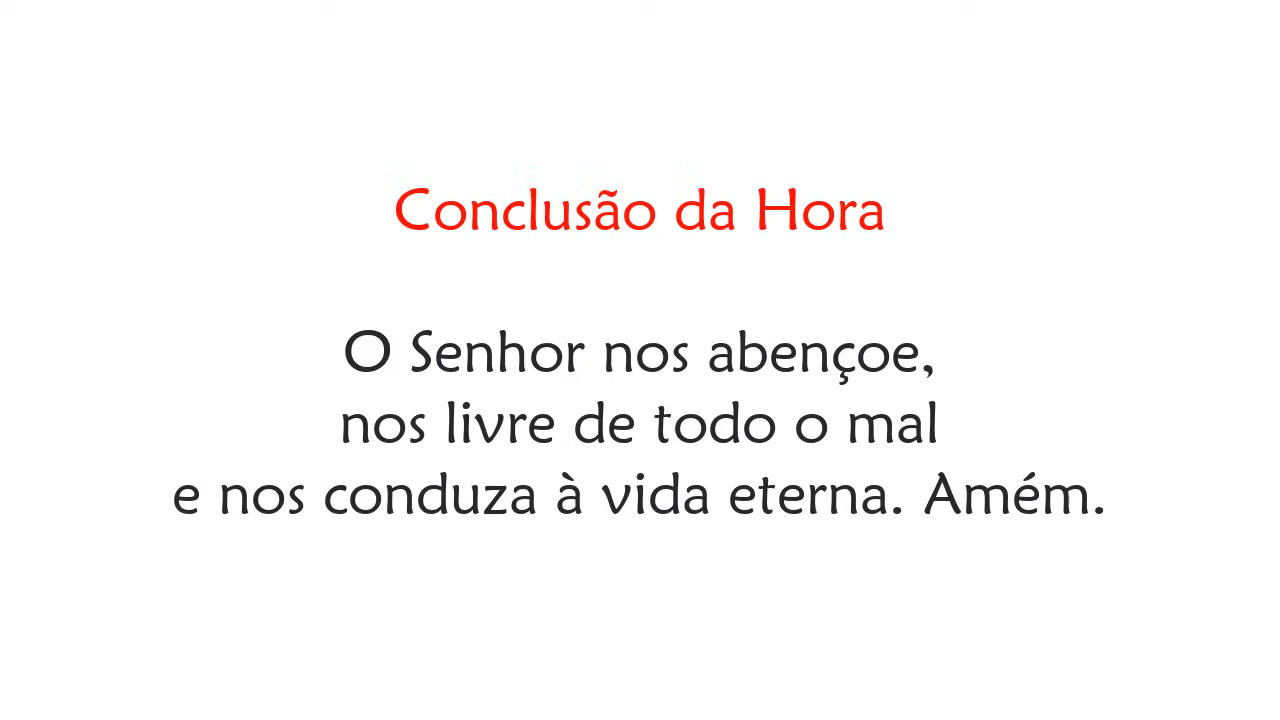 Conclusão da Hora
O Senhor nos abençoe,
nos livre de todo o mal
e nos conduza à vida eterna. Amém.